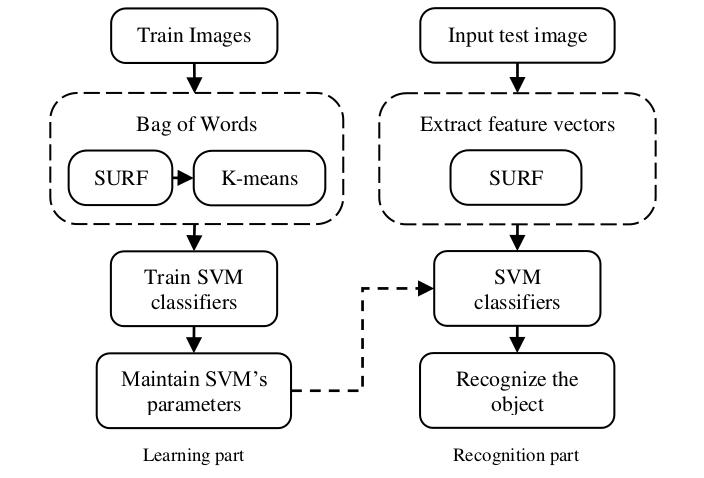 Train Images
Input test image
Bag of Words
SURF
K-means
Extract feature vectors
SURF
Train SVM
classifiers
SVM
classifiers
Maintain SVM's
parameters
Recognize the
object
Learning part
Recognition part